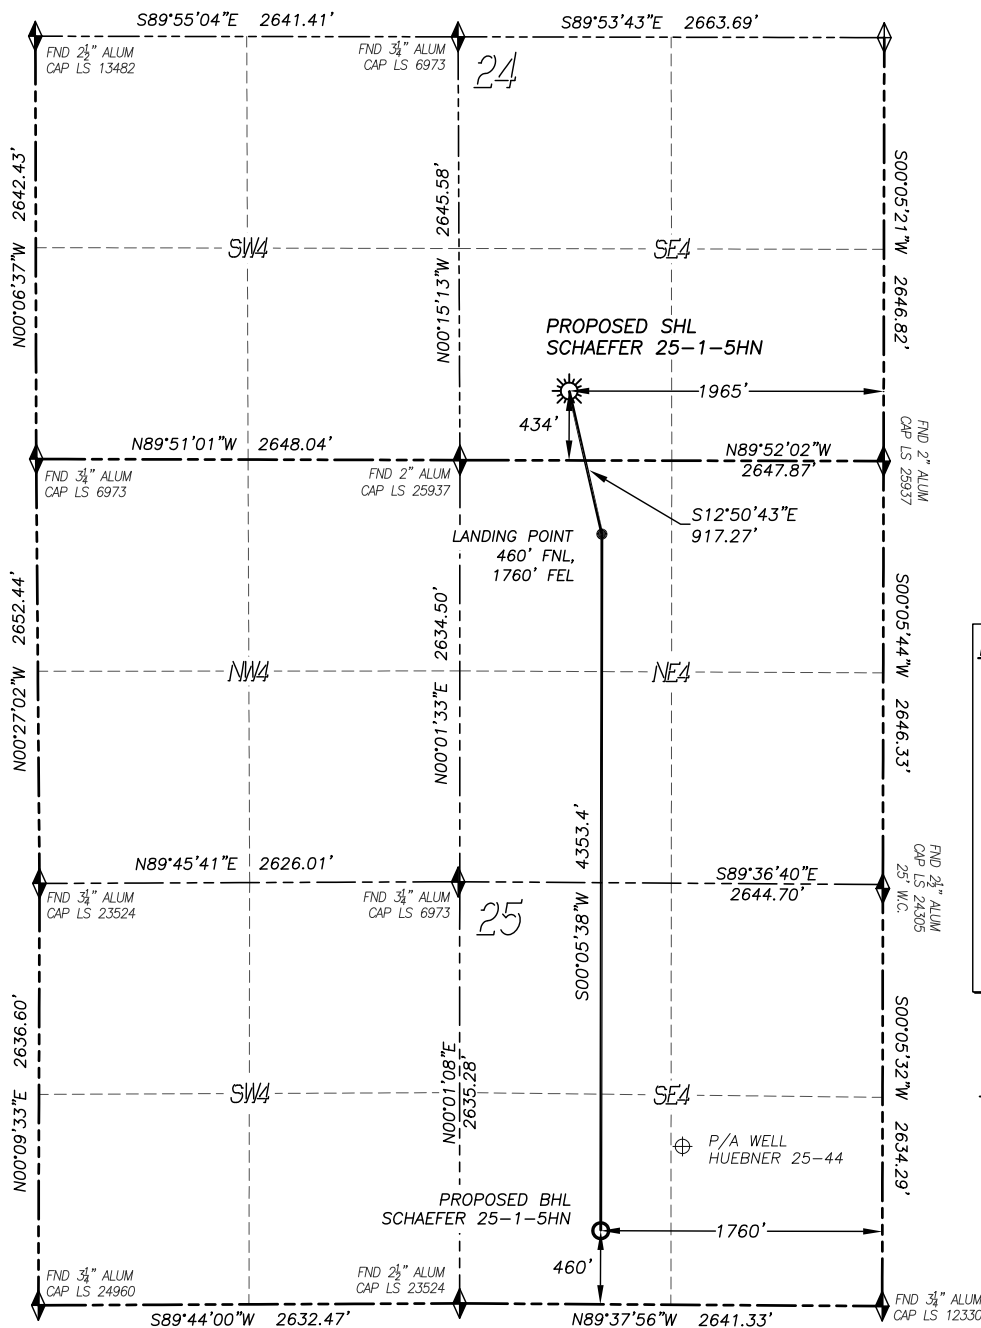 S89°55'04"E 2641.41'
S89°53'43"E 2663.69'
FND 2½" ALUM
CAP LS 13482
FND 3¼" ALUM
CAP LS 6973
24
N00°06'37"W 2642.43'
N00°15'13"W 2645.58'
S00°05'21"W 2646.82'
SW4
SE4
PROPOSED SHL
SCHAEFER 25-1-5HN
1965'
434'
N89°51'01"W 2648.04'
N89°52'02"W
2647.87'
FND 2" ALUM
CAP LS 25937
FND 3¼" ALUM
CAP LS 6973
FND 2" ALUM
CAP LS 25937
S12°50'43"E
917.27'
LANDING POINT
460' FNL,
1760' FEL
N00°27'02"W 2652.44'
N00°01'33"E 2634.50'
S00°05'44"W 2646.33'
NW4
NE4
S00°05'38"W 4353.4'
N89°45'41"E 2626.01'
S89°36'40"E
2644.70'
FND 2½" ALUM
CAP LS 24305
25' W.C.
FND 3¼" ALUM
CAP LS 23524
FND 3¼" ALUM
CAP LS 6973
25
N00°09'33"E 2636.60'
N00°01'08"E
2635.28'
S00°05'32"W 2634.29'
SW4
SE4
P/A WELL
HUEBNER 25-44
PROPOSED BHL
SCHAEFER 25-1-5HN
1760'
460'
FND 3¼" ALUM
CAP LS 24960
FND 2½" ALUM
CAP LS 23524
FND 3¼" ALUM
CAP LS 12330
S89°44'00"W 2632.47'
N89°37'56"W 2641.33'